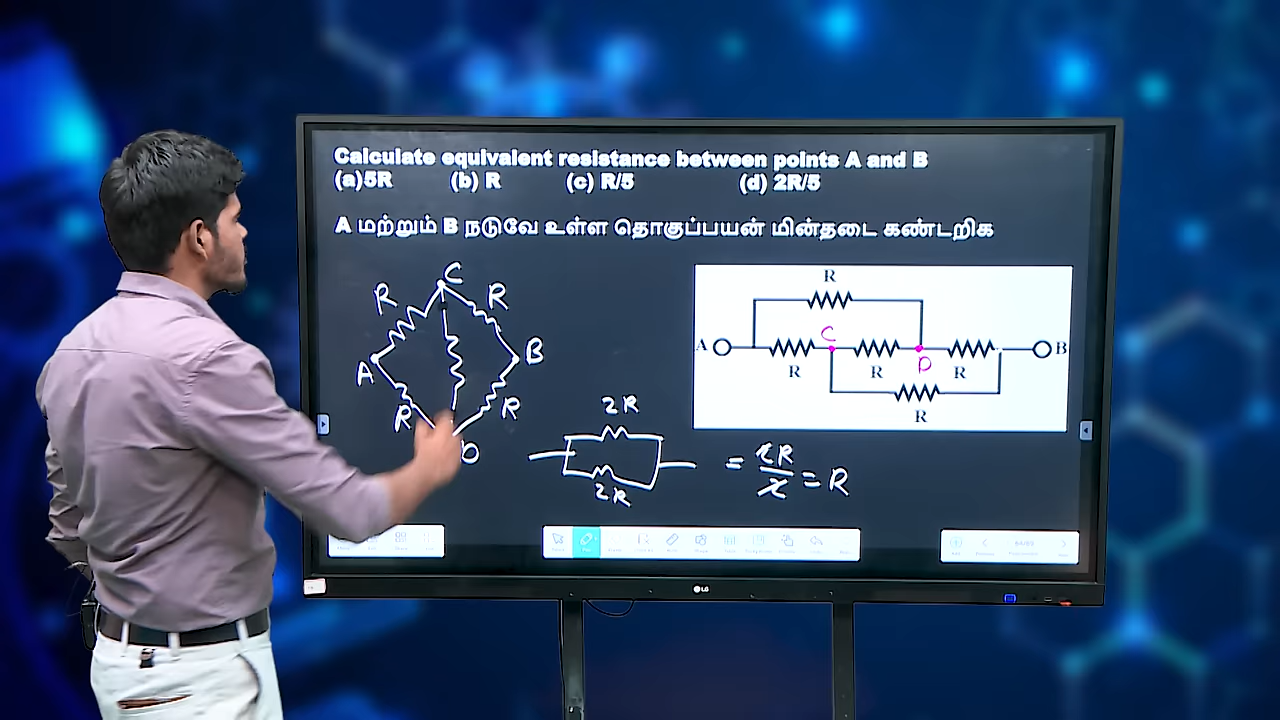 Calculate equivalent resistance between points A and B
(a)5R (b) R (c) R/5 (d) 2R/5
A மற்றும் B நடுவே உள்ள தொகுப்பயன் மின்தடை கண்டறிக
C
R R
A B
R R
D
2R
2R
= 2R/2 = R
R
A C D B
R R R
R
LG